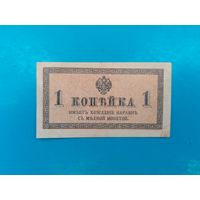 1 КОПѢЙКА 1
ИМѢЕТЪ ХОЖДЕНІЕ НАРАВНѢ
СЪ МѢДНОЙ МОНЕТОЙ.